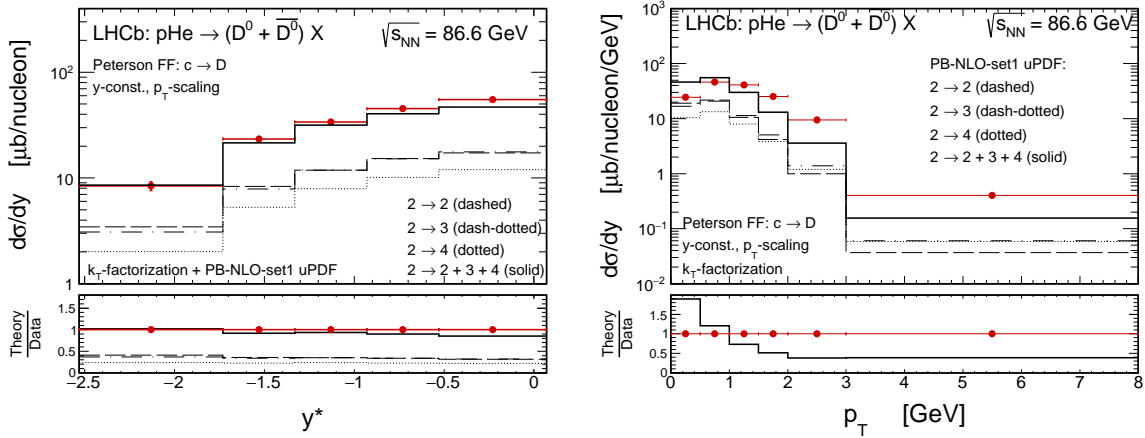 LHCb: pHe → (D⁰ + D̅⁰) X √s_NN = 86.6 GeV
Peterson FF: c → D
y-const., p_T-scaling
10²
10
1
dσ/dy [μb/nucleon]
2 → 2 (dashed)
2 → 3 (dash-dotted)
2 → 4 (dotted)
2 → 2 + 3 + 4 (solid)
k_T-factorization + PB-NLO-set1 uPDF
Theory
Data
1.5
1
0.5
0
−2.5 −2 −1.5 −1 −0.5 0
y*
LHCb: pHe → (D⁰ + D̅⁰) X √s_NN = 86.6 GeV
10³
10²
10
1
10⁻¹
10⁻²
dσ/dy [μb/nucleon/GeV]
PB-NLO-set1 uPDF:
2 → 2 (dashed)
2 → 3 (dash-dotted)
2 → 4 (dotted)
2 → 2 + 3 + 4 (solid)
Peterson FF: c → D
y-const., p_T-scaling
k_T-factorization
Theory
Data
1.5
1
0.5
0 1 2 3 4 5 6 7 8
p_T [GeV]